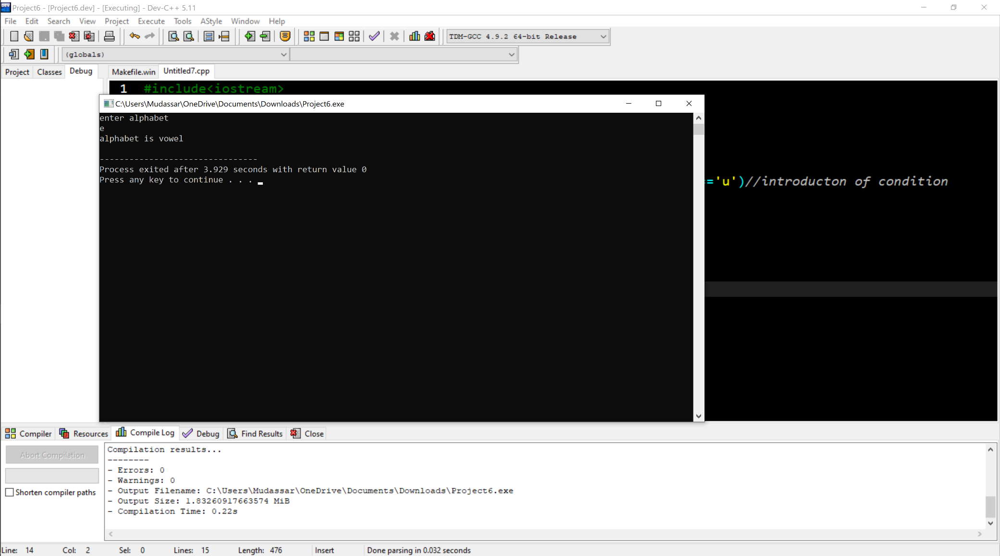 Project6 - [Project6.dev] - [Executing] - Dev-C++ 5.11
File Edit Search View Project Execute Tools AStyle Window Help
TDM-GCC 4.9.2 64-bit Release
(globals)
Project Classes Debug Makefile.win Untitled7.cpp
1 #include<iostream>
C:\Users\Mudassar\OneDrive\Documents\Downloads\Project6.exe
enter alphabet
e
alphabet is vowel
--------------------------------
Process exited after 3.929 seconds with return value 0
Press any key to continue . . .
=='u')//introducton of condition
Compiler Resources Compile Log Debug Find Results Close
Abort Compilation
Shorten compiler paths
Compilation results...
--------
- Errors: 0
- Warnings: 0
- Output Filename: C:\Users\Mudassar\OneDrive\Documents\Downloads\Project6.exe
- Output Size: 1.83260917663574 MiB
- Compilation Time: 0.22s
Line: 14 Col: 2 Sel: 0 Lines: 15 Length: 476 Insert Done parsing in 0.032 seconds